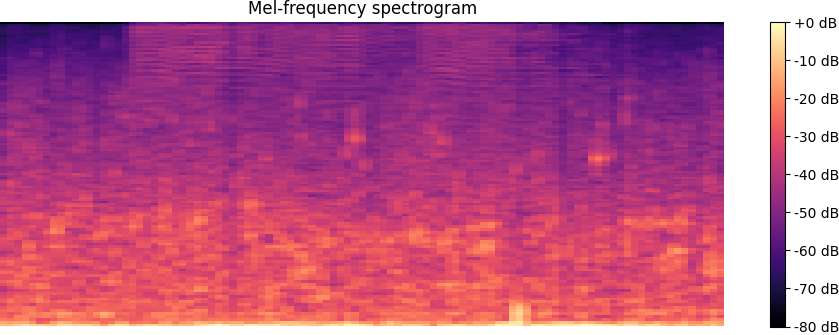 Mel-frequency spectrogram
+0 dB
-10 dB
-20 dB
-30 dB
-40 dB
-50 dB
-60 dB
-70 dB
-80 dB